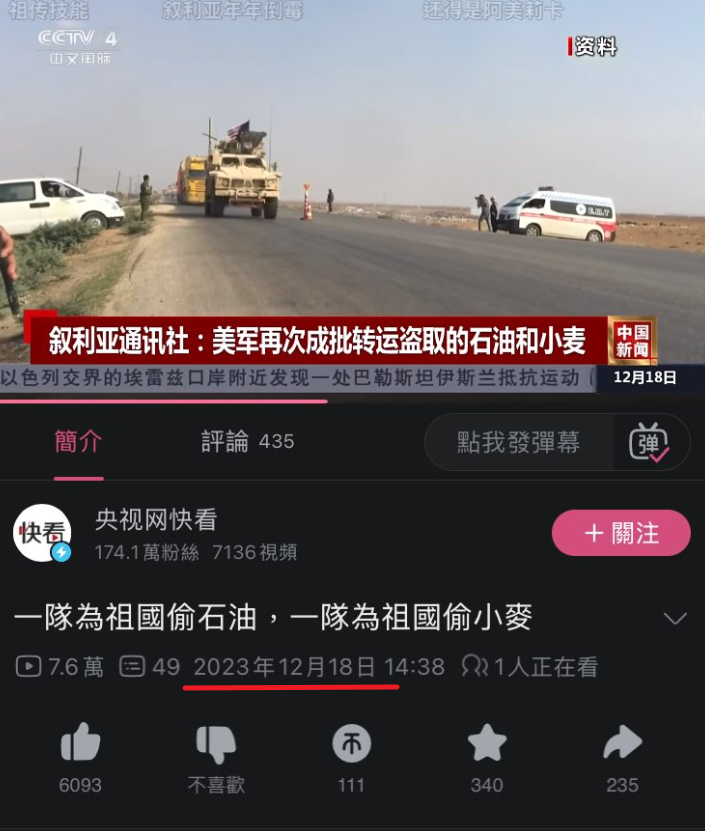 祖传技能 叙利亚年年倒霉 还得是阿美莉卡
CCTV 4
中文国际
资料
E.M.T
叙利亚通讯社：美军再次成批转运盗取的石油和小麦
中国
新闻
以色列交界的埃雷兹口岸附近发现一处巴勒斯坦伊斯兰抵抗运动（
12月18日
簡介 評論 435 點我發彈幕 弹
快看
央视网快看
174.1萬粉絲 7136視頻
＋關注
一隊為祖國偷石油，一隊為祖國偷小麥
7.6萬 49 2023年12月18日 14:38 1人正在看
6093 不喜歡 111 340 235